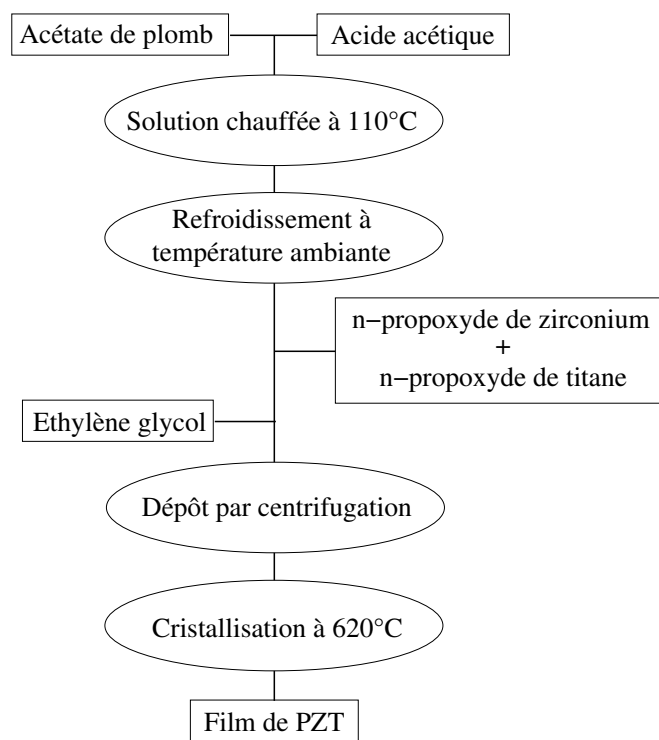 Acétate de plomb
Acide acétique
Solution chauffée à 110°C
Refroidissement à
température ambiante
n−propoxyde de zirconium
+
n−propoxyde de titane
Ethylène glycol
Dépôt par centrifugation
Cristallisation à 620°C
Film de PZT